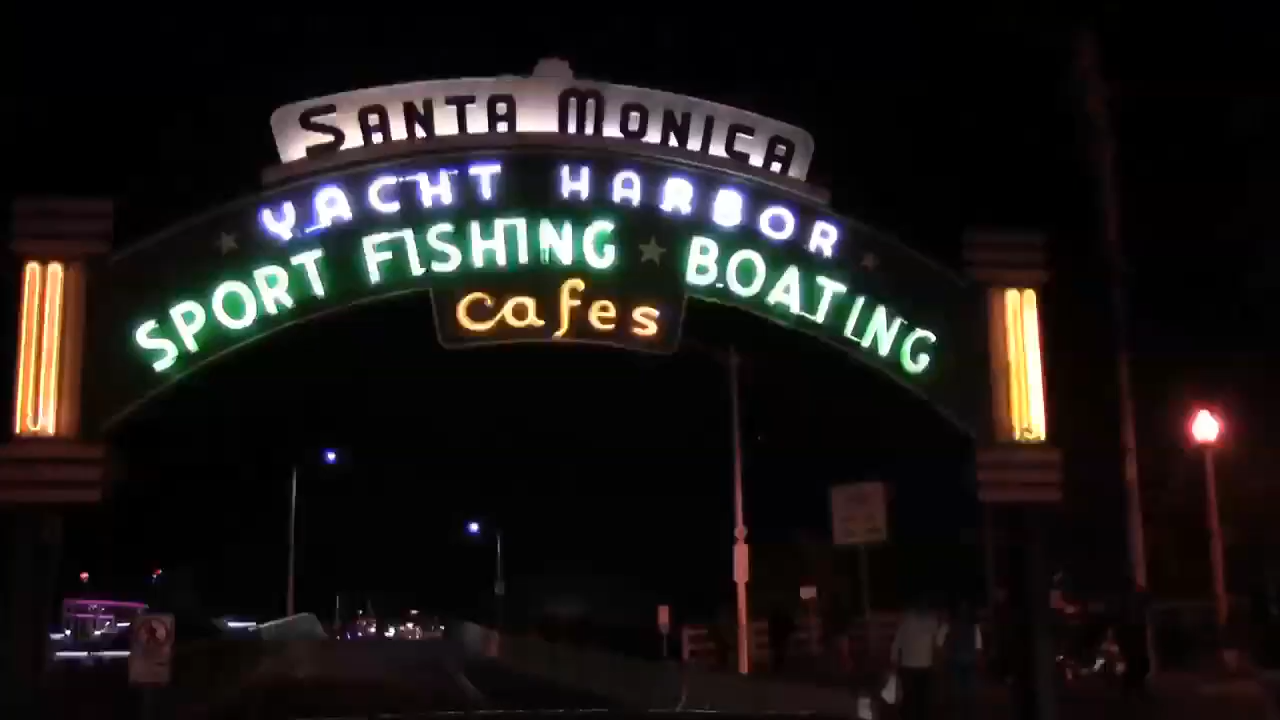 SANTA MONICA
YACHT HARBOR
SPORT FISHING ★ BOATING
cafes